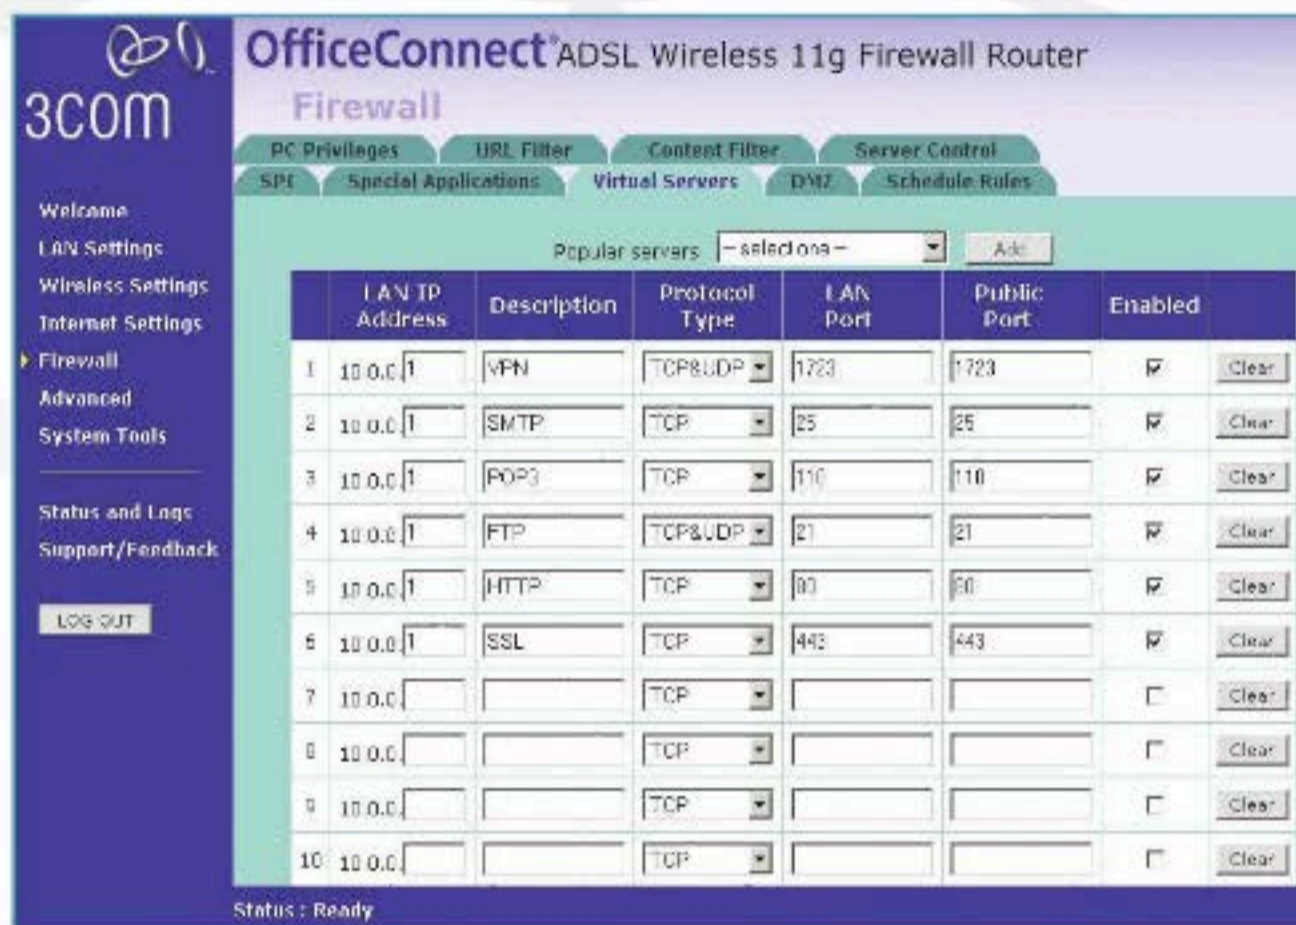 3COM
OfficeConnect® ADSL Wireless 11g Firewall Router
Firewall
PC Privileges URL Filter Content Filter Server Control
SPI Special Applications Virtual Servers DMZ Schedule Rules
Welcome
LAN Settings
Wireless Settings
Internet Settings
Firewall
Advanced
System Tools
Status and Logs
Support/Feedback
LOG OUT
Popular servers – select one – Add
LAN IP Address Description Protocol Type LAN Port Public Port Enabled
1 10.0.0. 1 VPN TCP&UDP 1723 1723 Clear
2 10.0.0. 1 SMTP TCP 25 25 Clear
3 10.0.0. 1 POP3 TCP 110 110 Clear
4 10.0.0. 1 FTP TCP&UDP 21 21 Clear
5 10.0.0. 1 HTTP TCP 80 80 Clear
6 10.0.0. 1 SSL TCP 443 443 Clear
7 10.0.0. TCP Clear
8 10.0.0. TCP Clear
9 10.0.0. TCP Clear
10 10.0.0. TCP Clear
Status : Ready